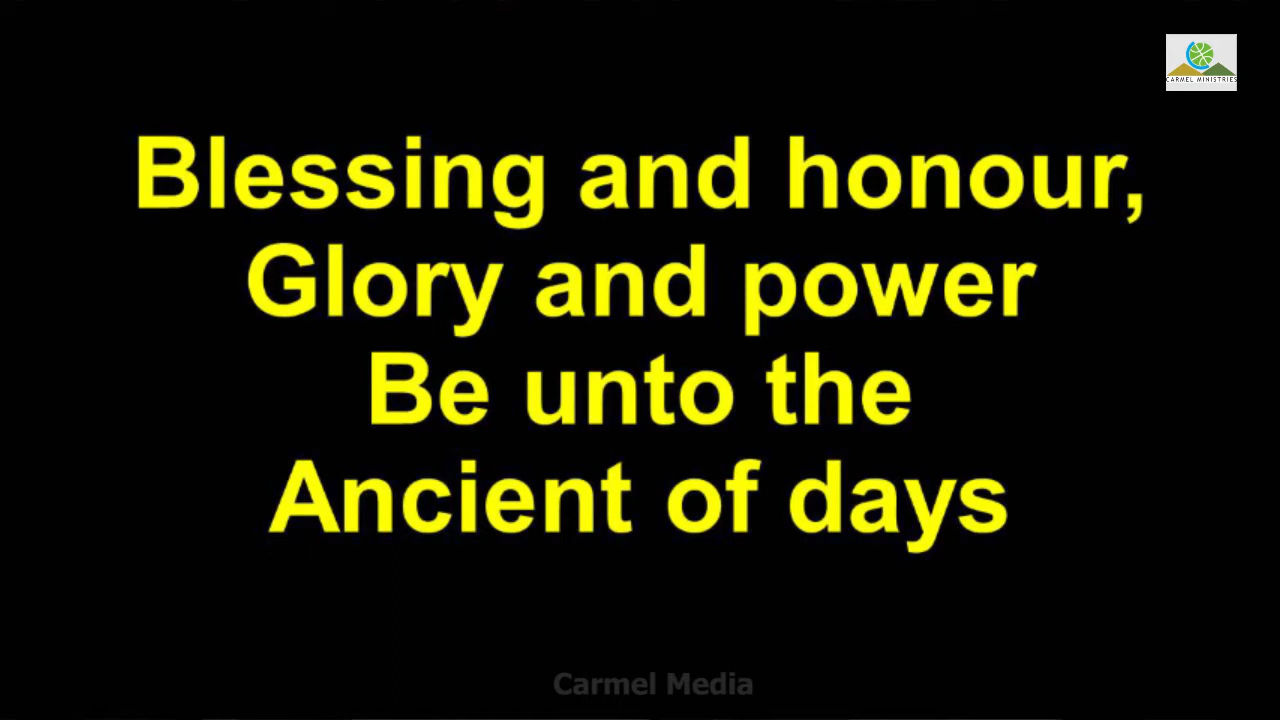 CARMEL MINISTRIES
Blessing and honour,
Glory and power
Be unto the
Ancient of days
Carmel Media